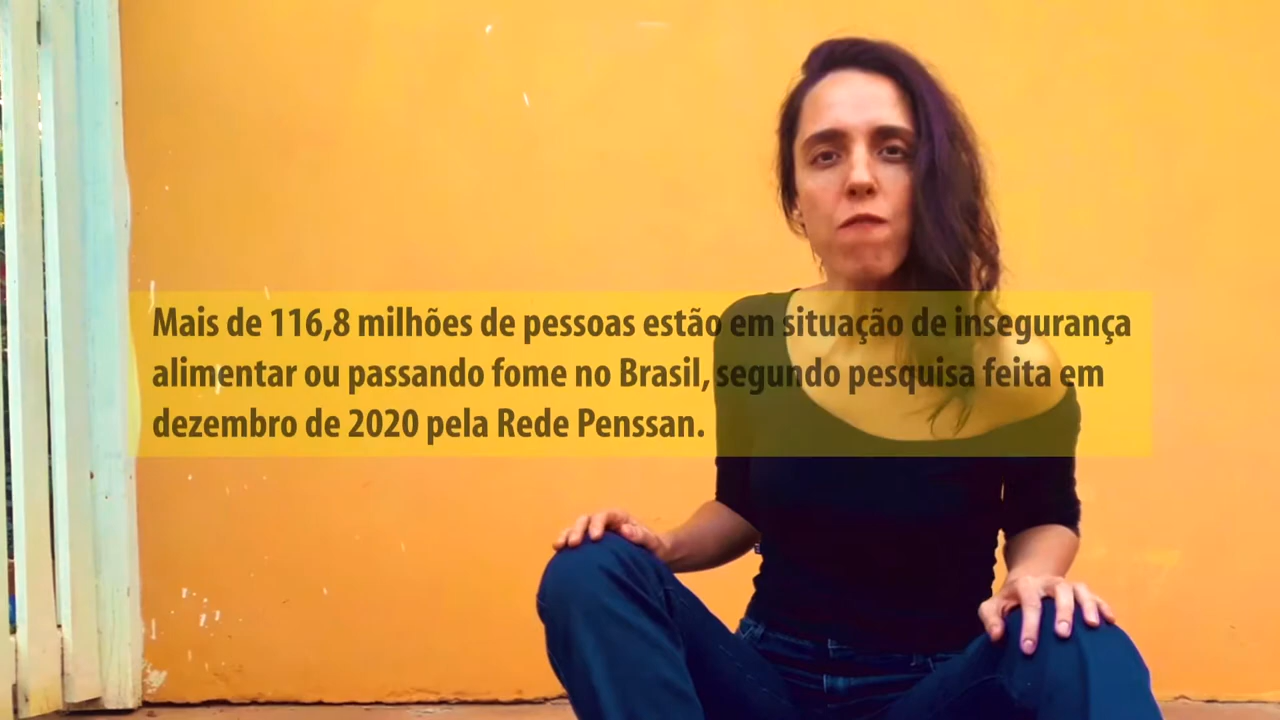 Mais de 116,8 milhões de pessoas estão em situação de insegurança
alimentar ou passando fome no Brasil, segundo pesquisa feita em
dezembro de 2020 pela Rede Penssan.